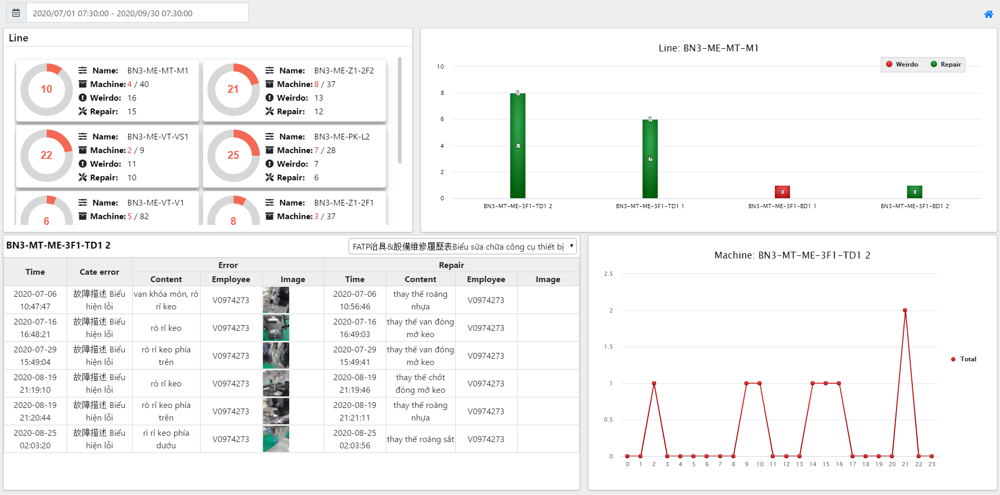 2020/07/01 07:30:00 - 2020/09/30 07:30:00
Line
10
Name: BN3-ME-MT-M1
Machine: 4 / 40
Weirdo: 16
Repair: 15
21
Name: BN3-ME-Z1-2F2
Machine: 8 / 37
Weirdo: 13
Repair: 12
22
Name: BN3-ME-VT-VS1
Machine: 2 / 9
Weirdo: 11
Repair: 10
25
Name: BN3-ME-PK-L2
Machine: 7 / 28
Weirdo: 7
Repair: 6
6
Name: BN3-ME-VT-V1
Machine: 5 / 82
8
Name: BN3-ME-Z1-2F1
Machine: 3 / 37
Line: BN3-ME-MT-M1
Weirdo Repair
10
8
6
4
2
0
0
8
0
6
1
1
BN3-MT-ME-3F1-TD1 2
BN3-MT-ME-3F1-TD1 1
BN3-MT-ME-3F1-BD1 1
BN3-MT-ME-3F1-BD1 2
BN3-MT-ME-3F1-TD1 2
FATP治具&設備維修履歷表Biểu sửa chữa công cụ thiết bị
Time Cate error Error Repair
Content Employee Image Time Content Employee Image
2020-07-06
10:47:47
故障描述 Biểu
hiện lỗi
van khóa mòn, rò
rỉ keo
V0974273
2020-07-06
10:56:46
thay thế roăng
nhựa
V0974273
2020-07-16
16:48:21
故障描述 Biểu
hiện lỗi
rò rỉ keo
V0974273
2020-07-16
16:49:03
thay thế van đóng
mở keo
V0974273
2020-07-29
15:49:04
故障描述 Biểu
hiện lỗi
rò rỉ keo phía
trên
V0974273
2020-07-29
15:49:41
thay thế van đóng
mở keo
V0974273
2020-08-19
21:19:10
故障描述 Biểu
hiện lỗi
rò rỉ keo
V0974273
2020-08-19
21:19:46
thay thế chốt
đóng mở keo
V0974273
2020-08-19
21:20:44
故障描述 Biểu
hiện lỗi
rò rỉ keo phía
trên
V0974273
2020-08-19
21:21:11
thay thế roăng
nhựa
V0974273
2020-08-25
02:03:20
故障描述 Biểu
hiện lỗi
rì rỉ keo phía
dướu
V0974273
2020-08-25
02:03:56
thay thế roăng sắt
V0974273
Machine: BN3-MT-ME-3F1-TD1 2
2.5
2
1.5
1
0.5
0
0 1 2 3 4 5 6 7 8 9 10 11 12 13 14 15 16 17 18 19 20 21 22 23
Total